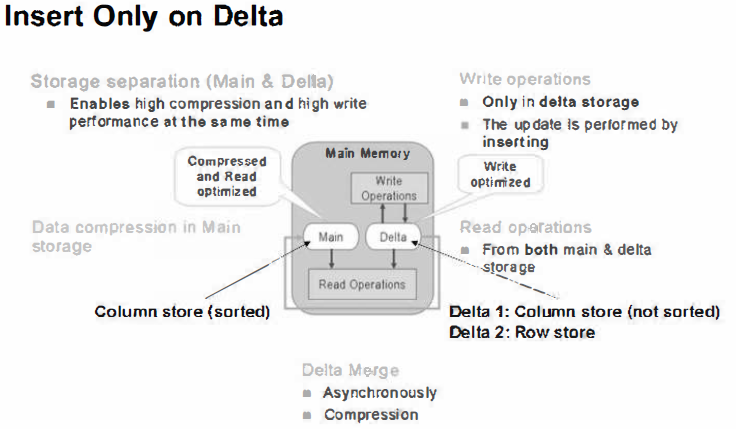 Insert Only on Delta
Storage separation (Main & Delta)
Enables high compression and high write
performance at the same time
Write operations
Only in delta storage
The update is performed by
inserting
Compressed
and Read
optimized
Main Memory
Write
Operations
Write
optimized
Data compression in Main
storage
Main
Delta
Read operations
From both main & delta
storage
Read Operations
Column store (sorted)
Delta 1: Column store (not sorted)
Delta 2: Row store
Delta Merge
Asynchronously
Compression